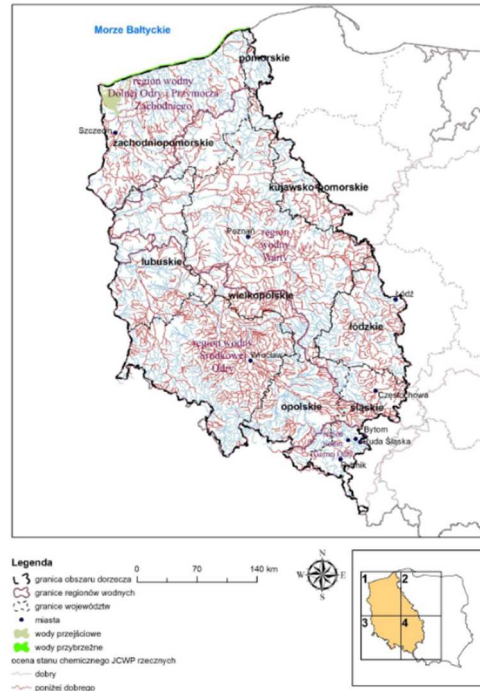 Morze Bałtyckie
pomorskie
region wodny
Dolnej Odry i Przymorza
Zachodniego
Szczecin
zachodniopomorskie
kujawsko-pomorskie
Poznań
region
wodny
Warty
lubuskie
wielkopolskie
Łódź
łódzkie
region wodny
Środkowej
Odry
Wrocław
Częstochowa
opolskie
śląskie
Bytom
Ruda Śląska
Rybnik
Legenda
granica obszaru dorzecza
granice regionów wodnych
granice województw
miasta
wody przejściowe
wody przybrzeżne
ocena stanu chemicznego JCWP rzecznych
dobry
poniżej dobrego
0 70 140 km
N
W E
S
1 2
3 4